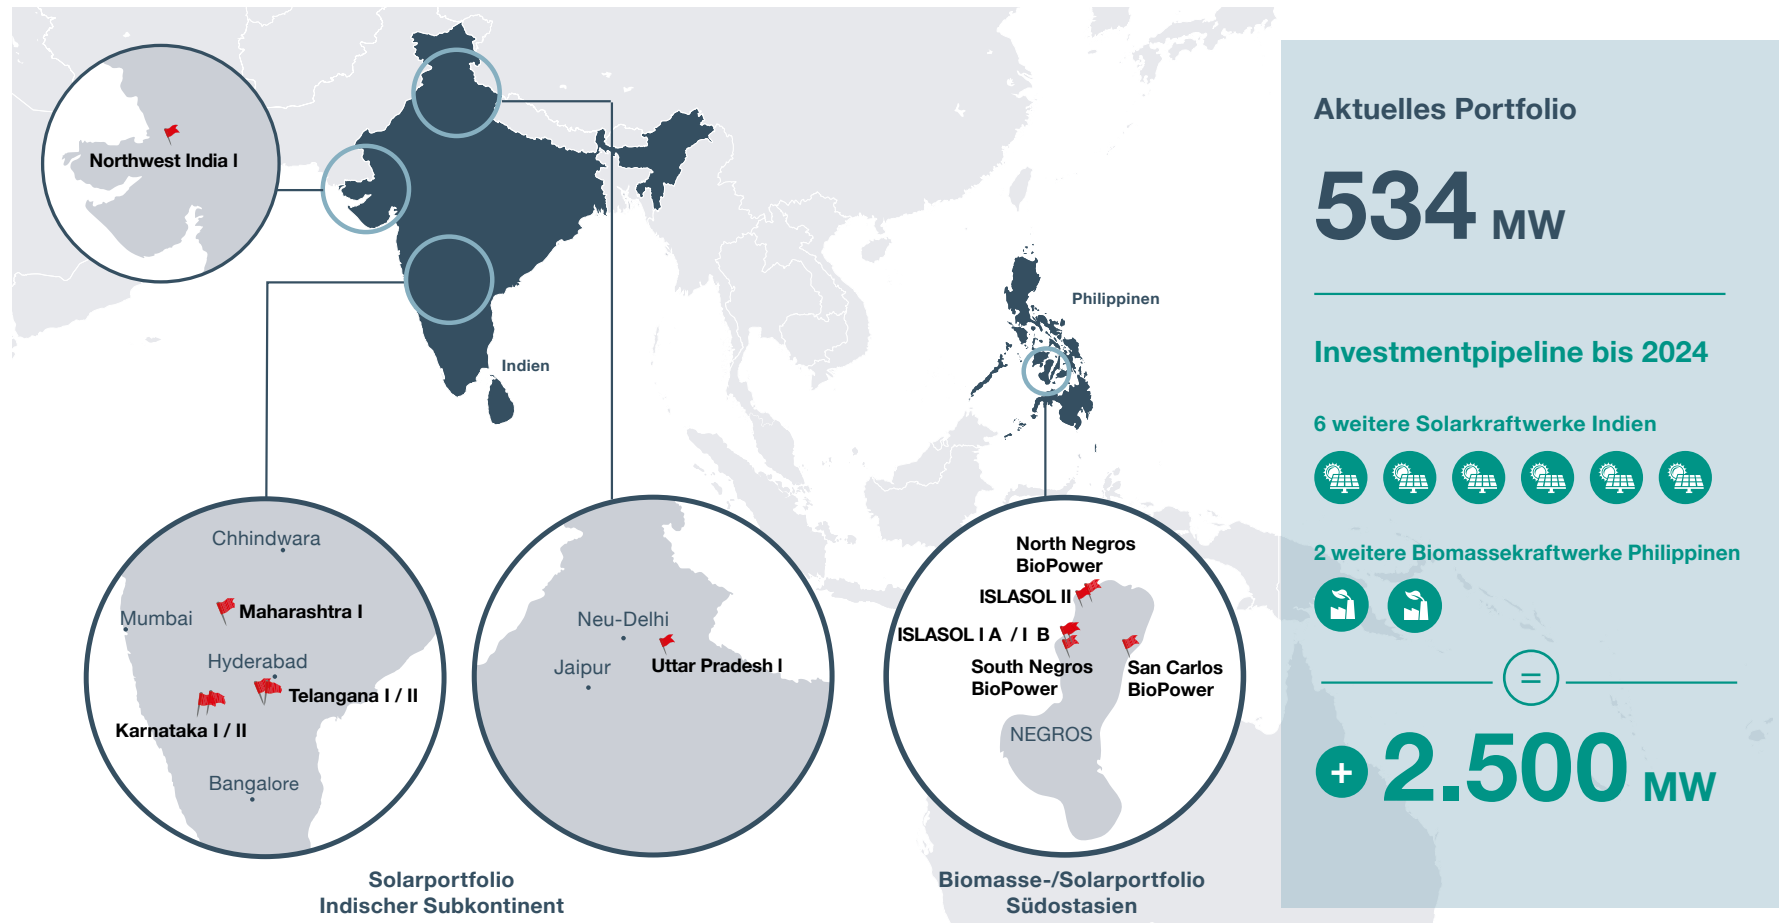 Northwest India I
Indien
Philippinen
Chhindwara
Mumbai
Maharashtra I
Hyderabad
Telangana I / II
Karnataka I / II
Bangalore
Neu-Delhi
Jaipur
Uttar Pradesh I
Solarportfolio
Indischer Subkontinent
North Negros
BioPower
ISLASOL II
ISLASOL I A / I B
South Negros
BioPower
San Carlos
BioPower
NEGROS
Biomasse-/Solarportfolio
Südostasien
Aktuelles Portfolio
534 MW
Investmentpipeline bis 2024
6 weitere Solarkraftwerke Indien
2 weitere Biomassekraftwerke Philippinen
=
+ 2.500 MW